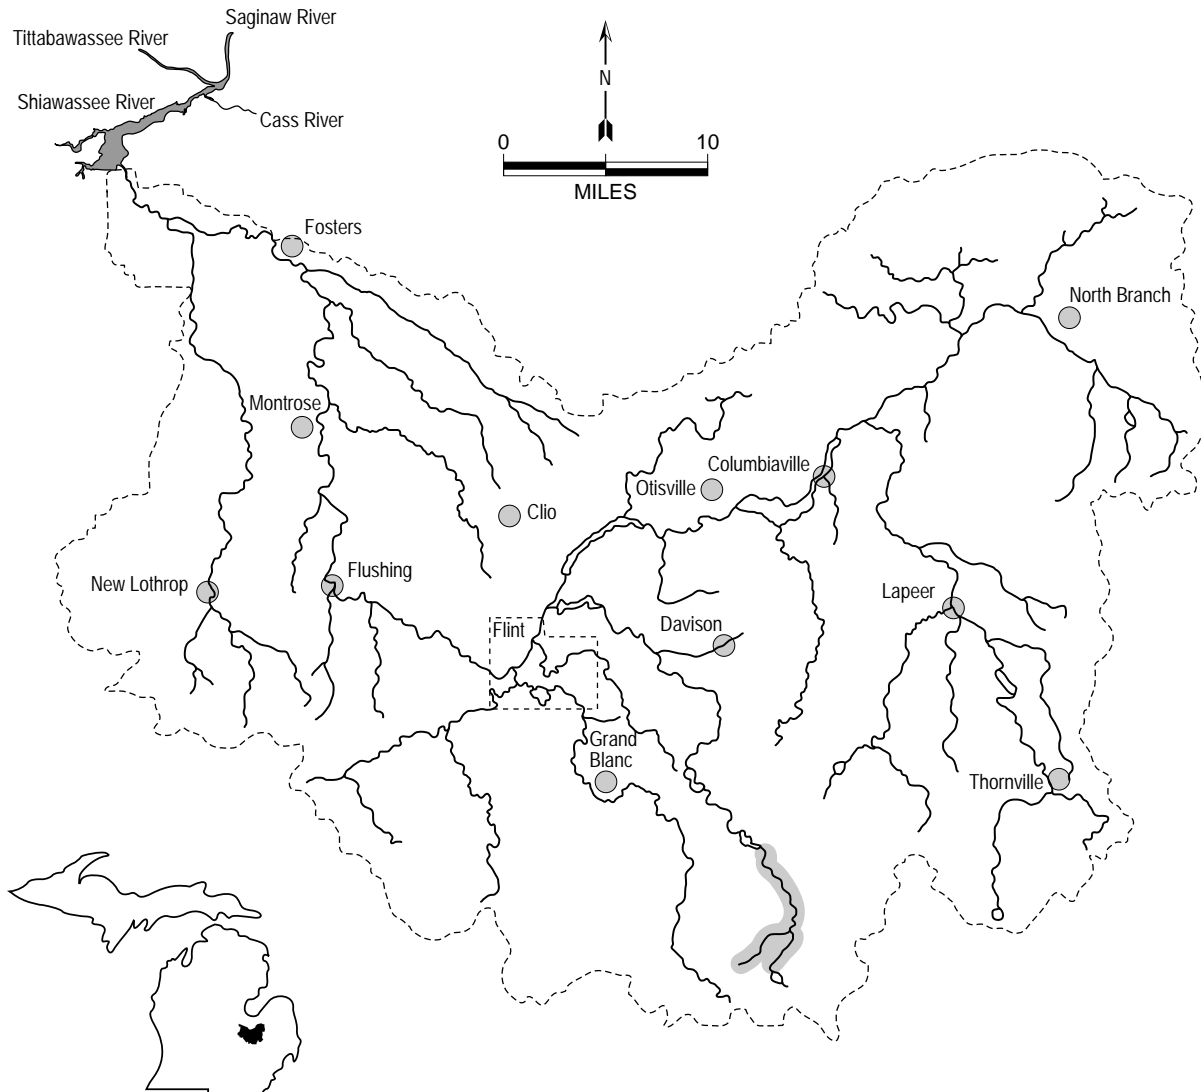 Saginaw River
Tittabawassee River
Shiawassee River
Cass River
N
0 10
MILES
Fosters
North Branch
Montrose
Columbiaville
Otisville
Clio
New Lothrop
Flushing
Lapeer
Flint
Davison
Grand
Blanc
Thornville